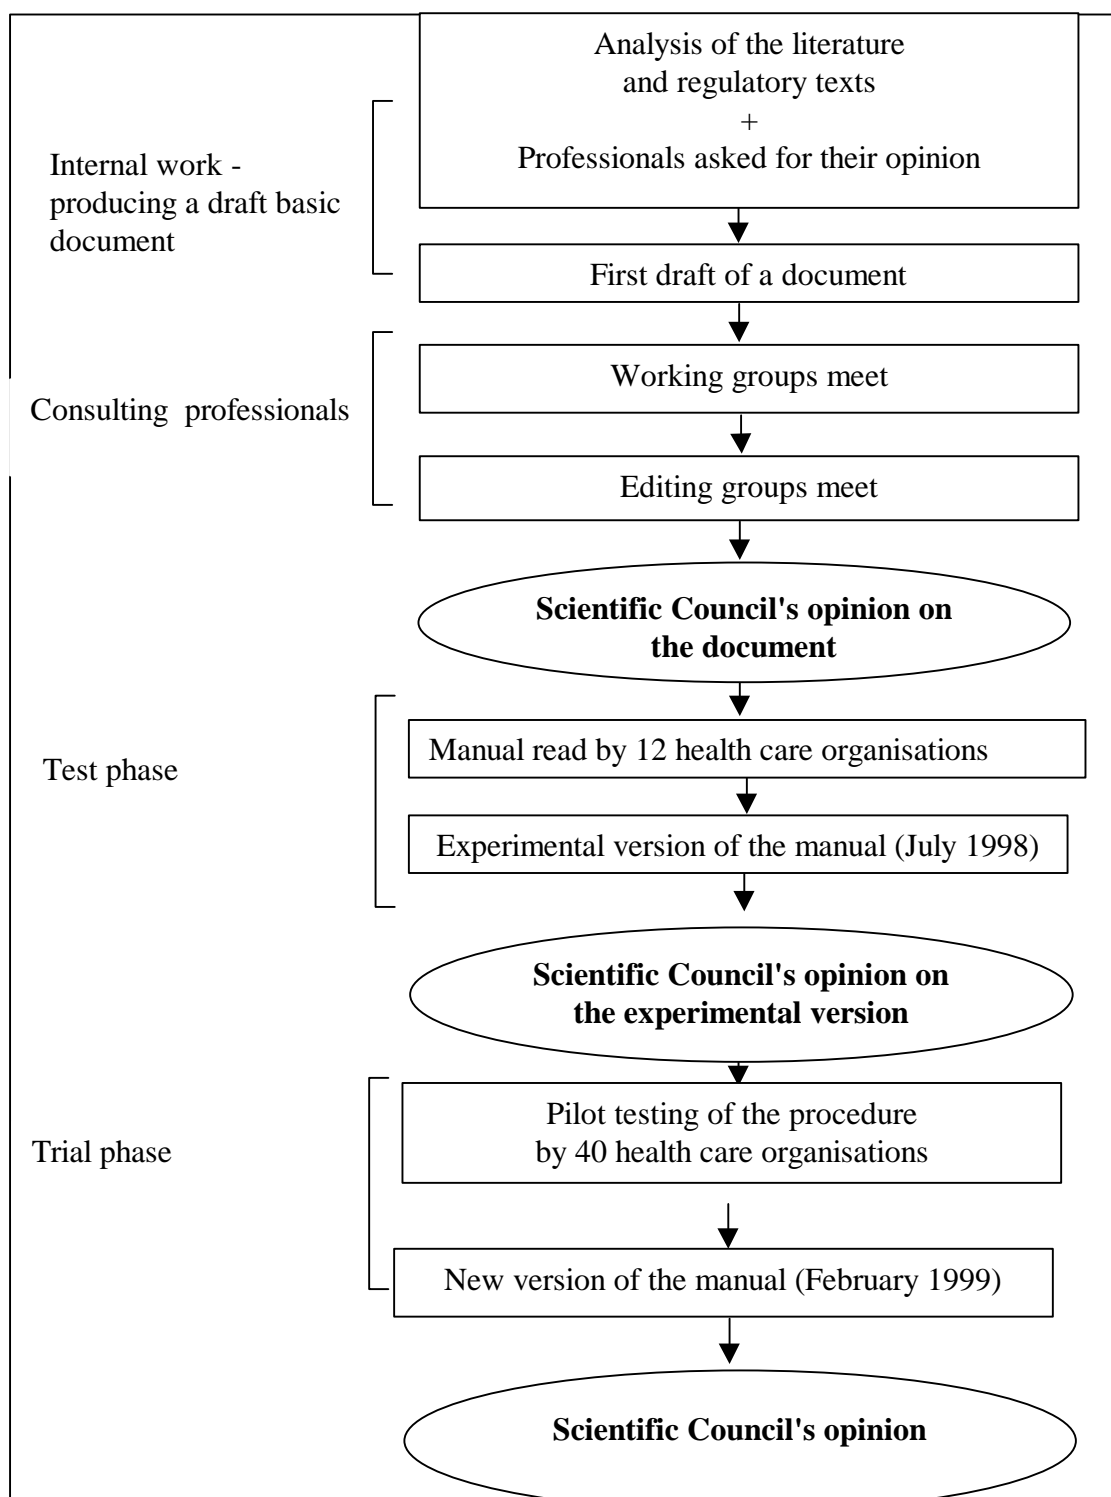 Analysis of the literature
and regulatory texts
+
Professionals asked for their opinion
Internal work -
producing a draft basic
document
First draft of a document
Working groups meet
Consulting professionals
Editing groups meet
Scientific Council's opinion on
the document
Manual read by 12 health care organisations
Test phase
Experimental version of the manual (July 1998)
Scientific Council's opinion on
the experimental version
Pilot testing of the procedure
by 40 health care organisations
Trial phase
New version of the manual (February 1999)
Scientific Council's opinion